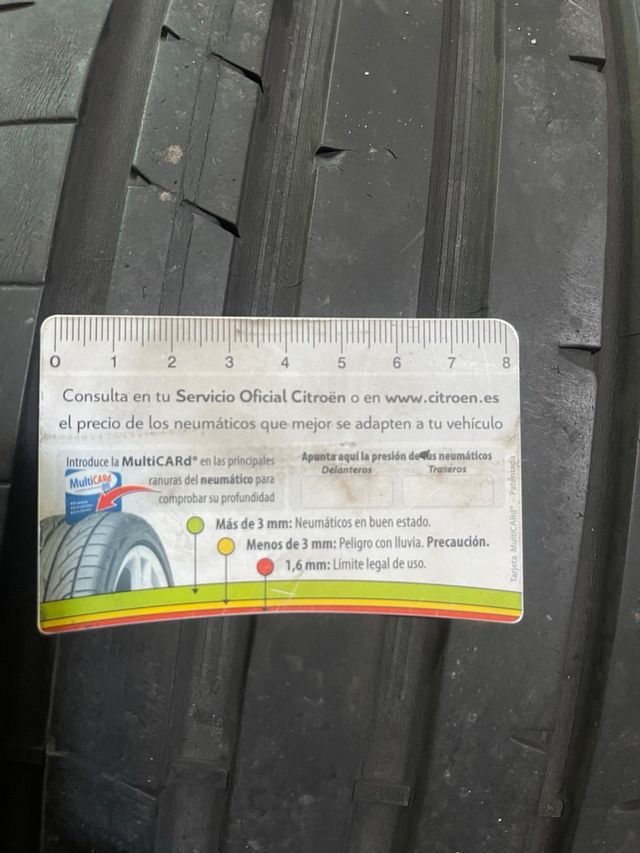 0 1 2 3 4 5 6 7 8
Consulta en tu Servicio Oficial Citroën o en www.citroen.es
el precio de los neumáticos que mejor se adapten a tu vehículo
Introduce la MultiCARd® en las principales
ranuras del neumático para
comprobar su profundidad
MultiCARd
Apunta aquí la presión de tus neumáticos
Delanteros Traseros
Más de 3 mm: Neumáticos en buen estado.
Menos de 3 mm: Peligro con lluvia. Precaución.
1,6 mm: Límite legal de uso.
Tarjeta MultiCARd® - Patentada